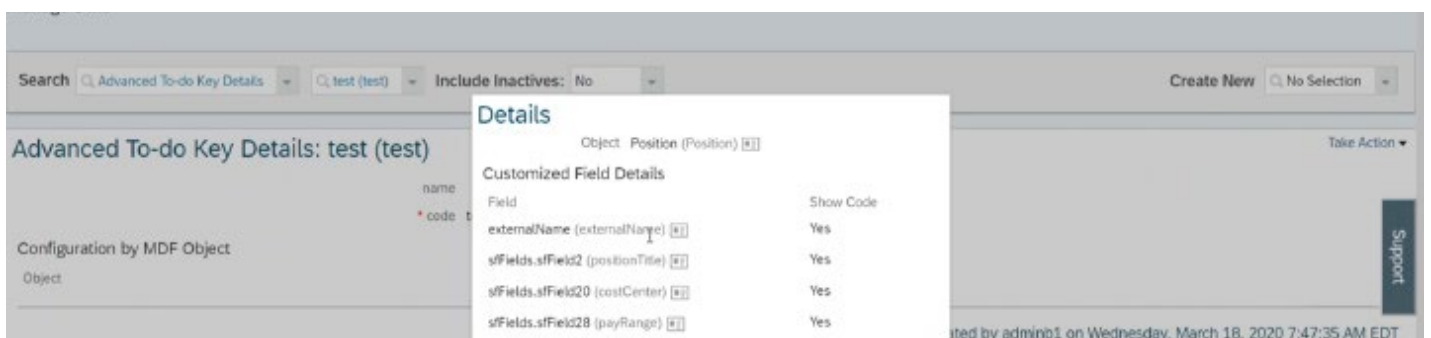 Search Advanced To-do Key Details test (test) Include Inactives: No Create New No Selection
Details
Object Position (Position)
Advanced To-do Key Details: test (test) Take Action
Customized Field Details
name
Field Show Code
* code t
externalName (externalName) Yes
Configuration by MDF Object
Support
sfFields.sfField2 (positionTitle) Yes
Object
sfFields.sfField20 (costCenter) Yes
sfFields.sfField28 (payRange) Yes
by adminb1 on Wednesday, March 18, 2020 7:47:35 AM EDT